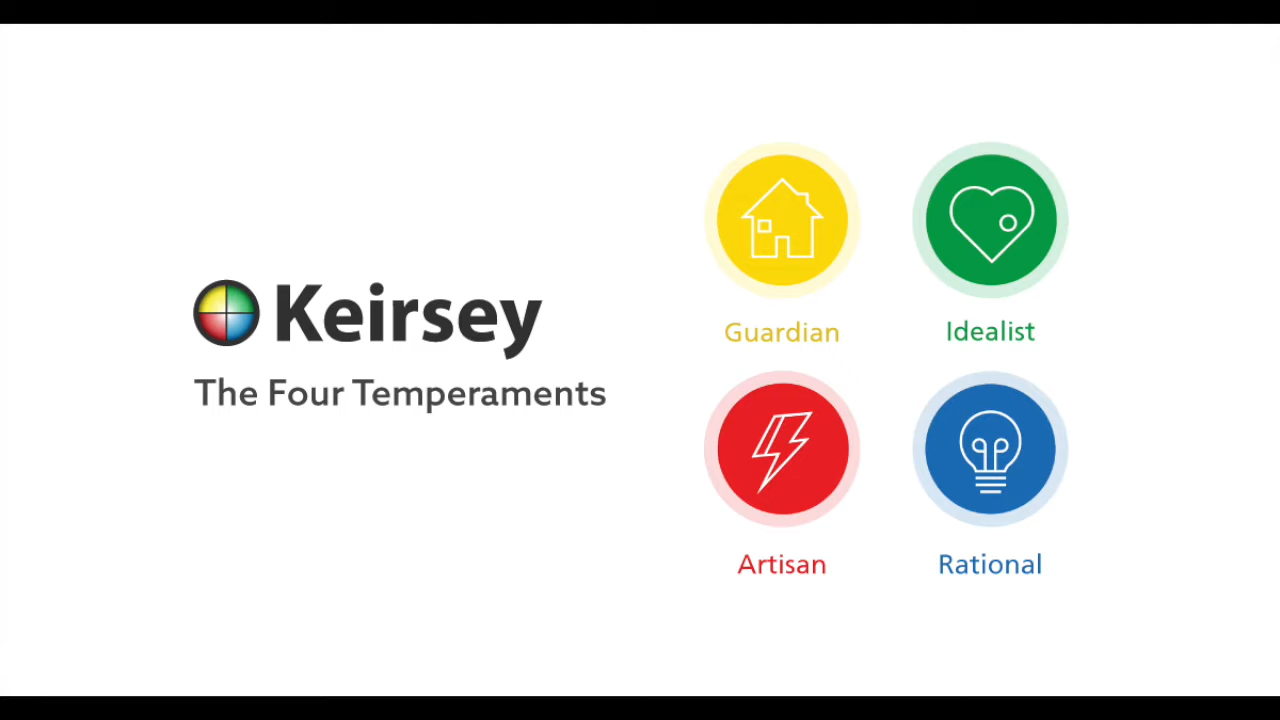 Keirsey
The Four Temperaments
Guardian
Idealist
Artisan
Rational